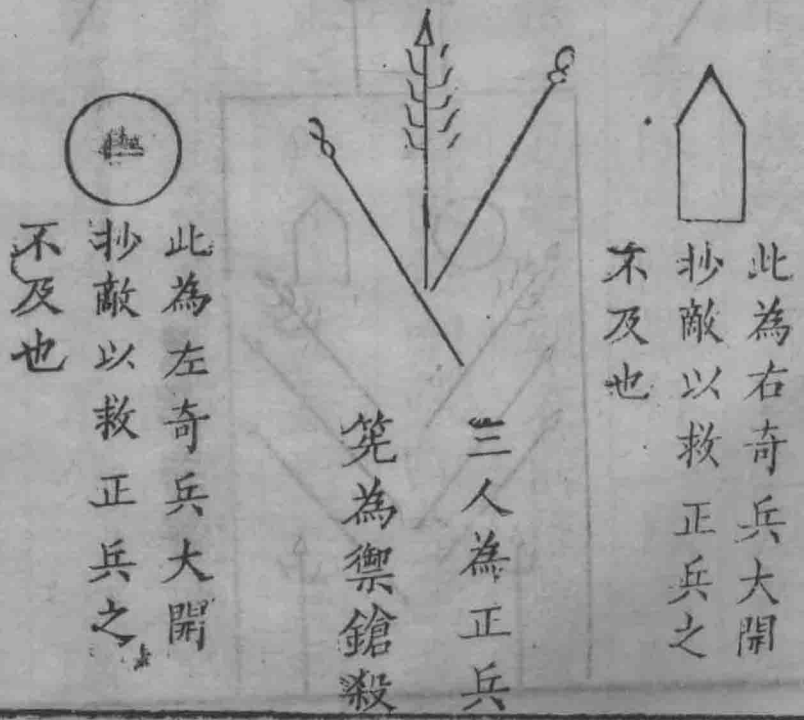 此為右奇兵大開
抄敵以救正兵之
不及也
三人為正兵
筅為禦鎗殺
此為左奇兵大開
抄敵以救正兵之
不及也